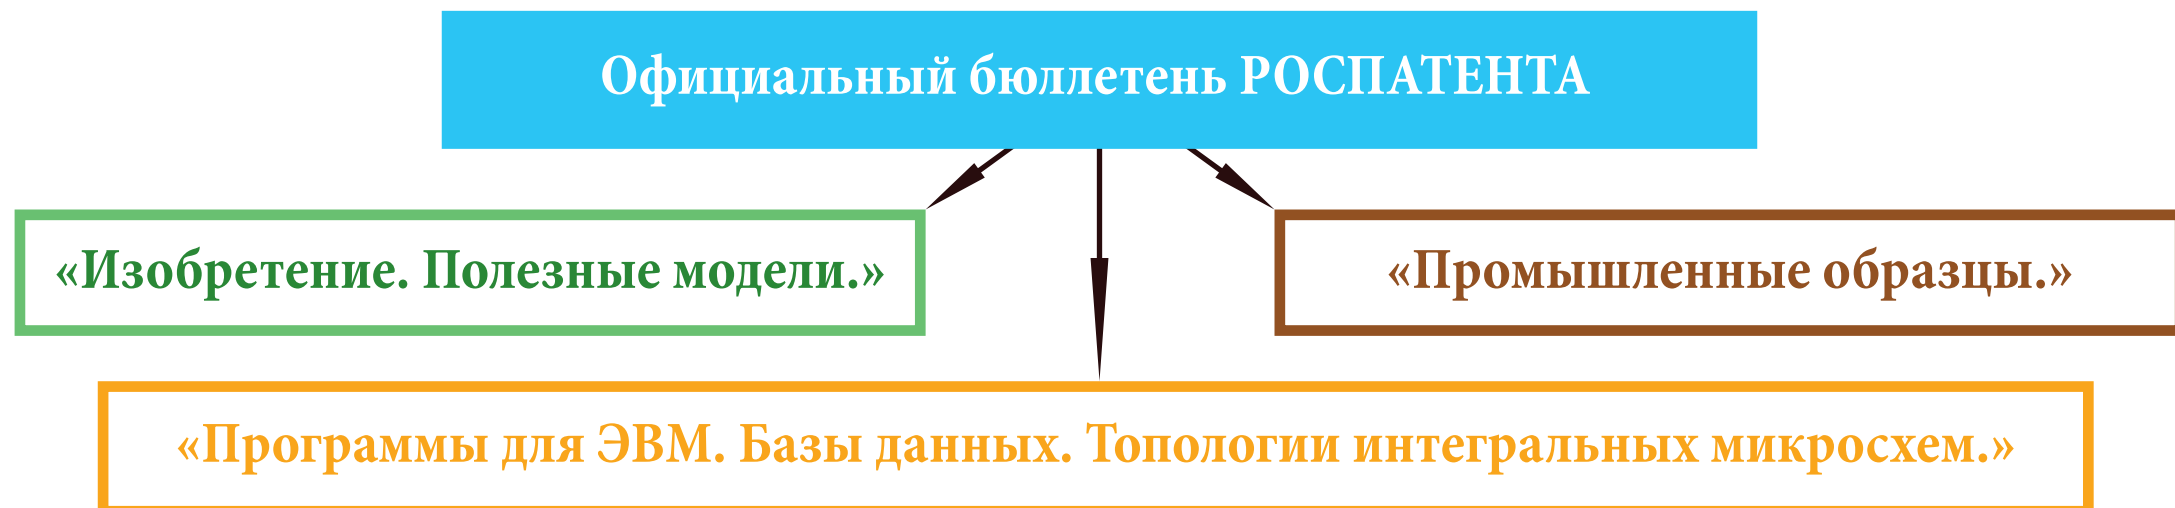 Официальный бюллетень РОСПАТЕНТА
«Изобретение. Полезные модели.»
«Промышленные образцы.»
«Программы для ЭВМ. Базы данных. Топологии интегральных микросхем.»